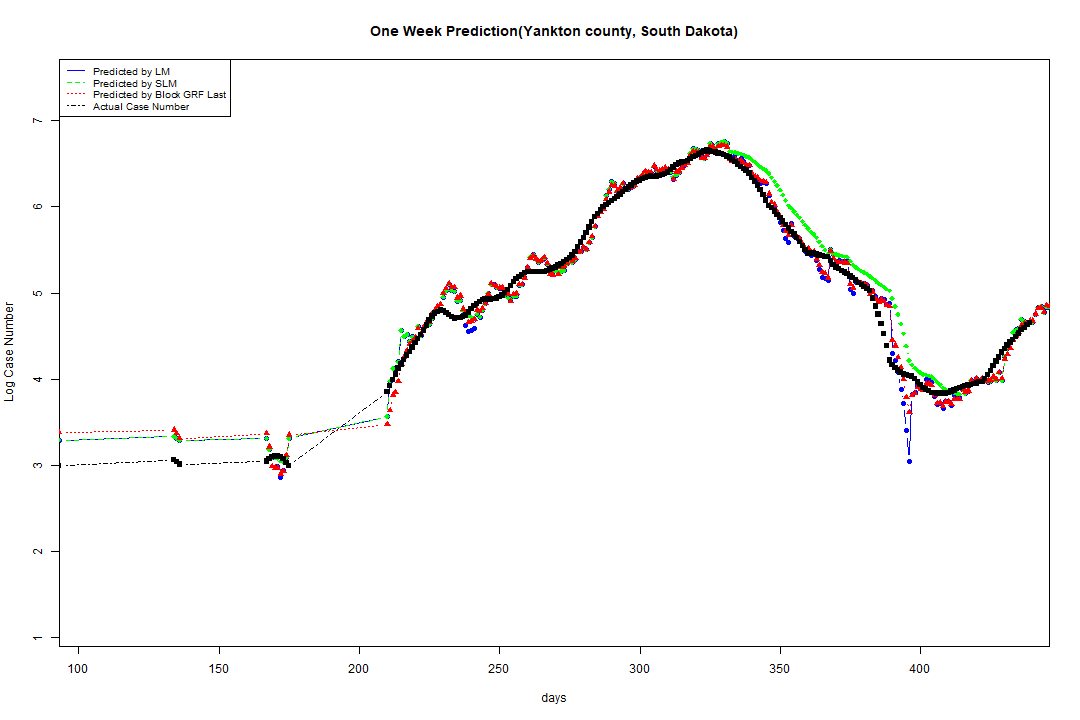 One Week Prediction(Yankton county, South Dakota)
Predicted by LM
Predicted by SLM
Predicted by Block GRF Last
Actual Case Number
7
6
5
4
3
2
1
Log Case Number
100 150 200 250 300 350 400
days